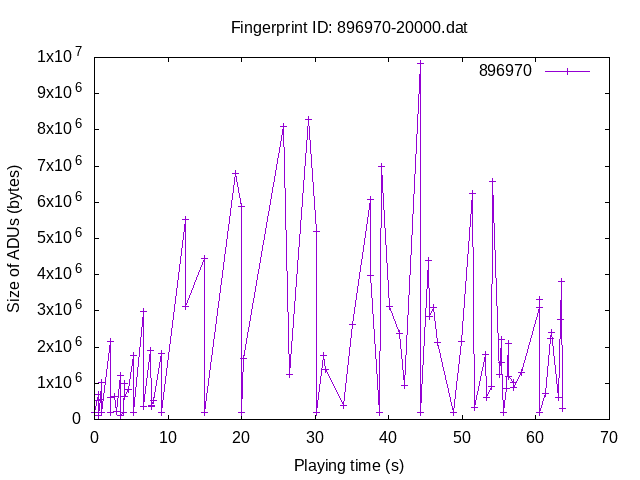 Fingerprint ID: 896970-20000.dat
896970
Size of ADUs (bytes)
1x10^7
9x10^6
8x10^6
7x10^6
6x10^6
5x10^6
4x10^6
3x10^6
2x10^6
1x10^6
0
0 10 20 30 40 50 60 70
Playing time (s)